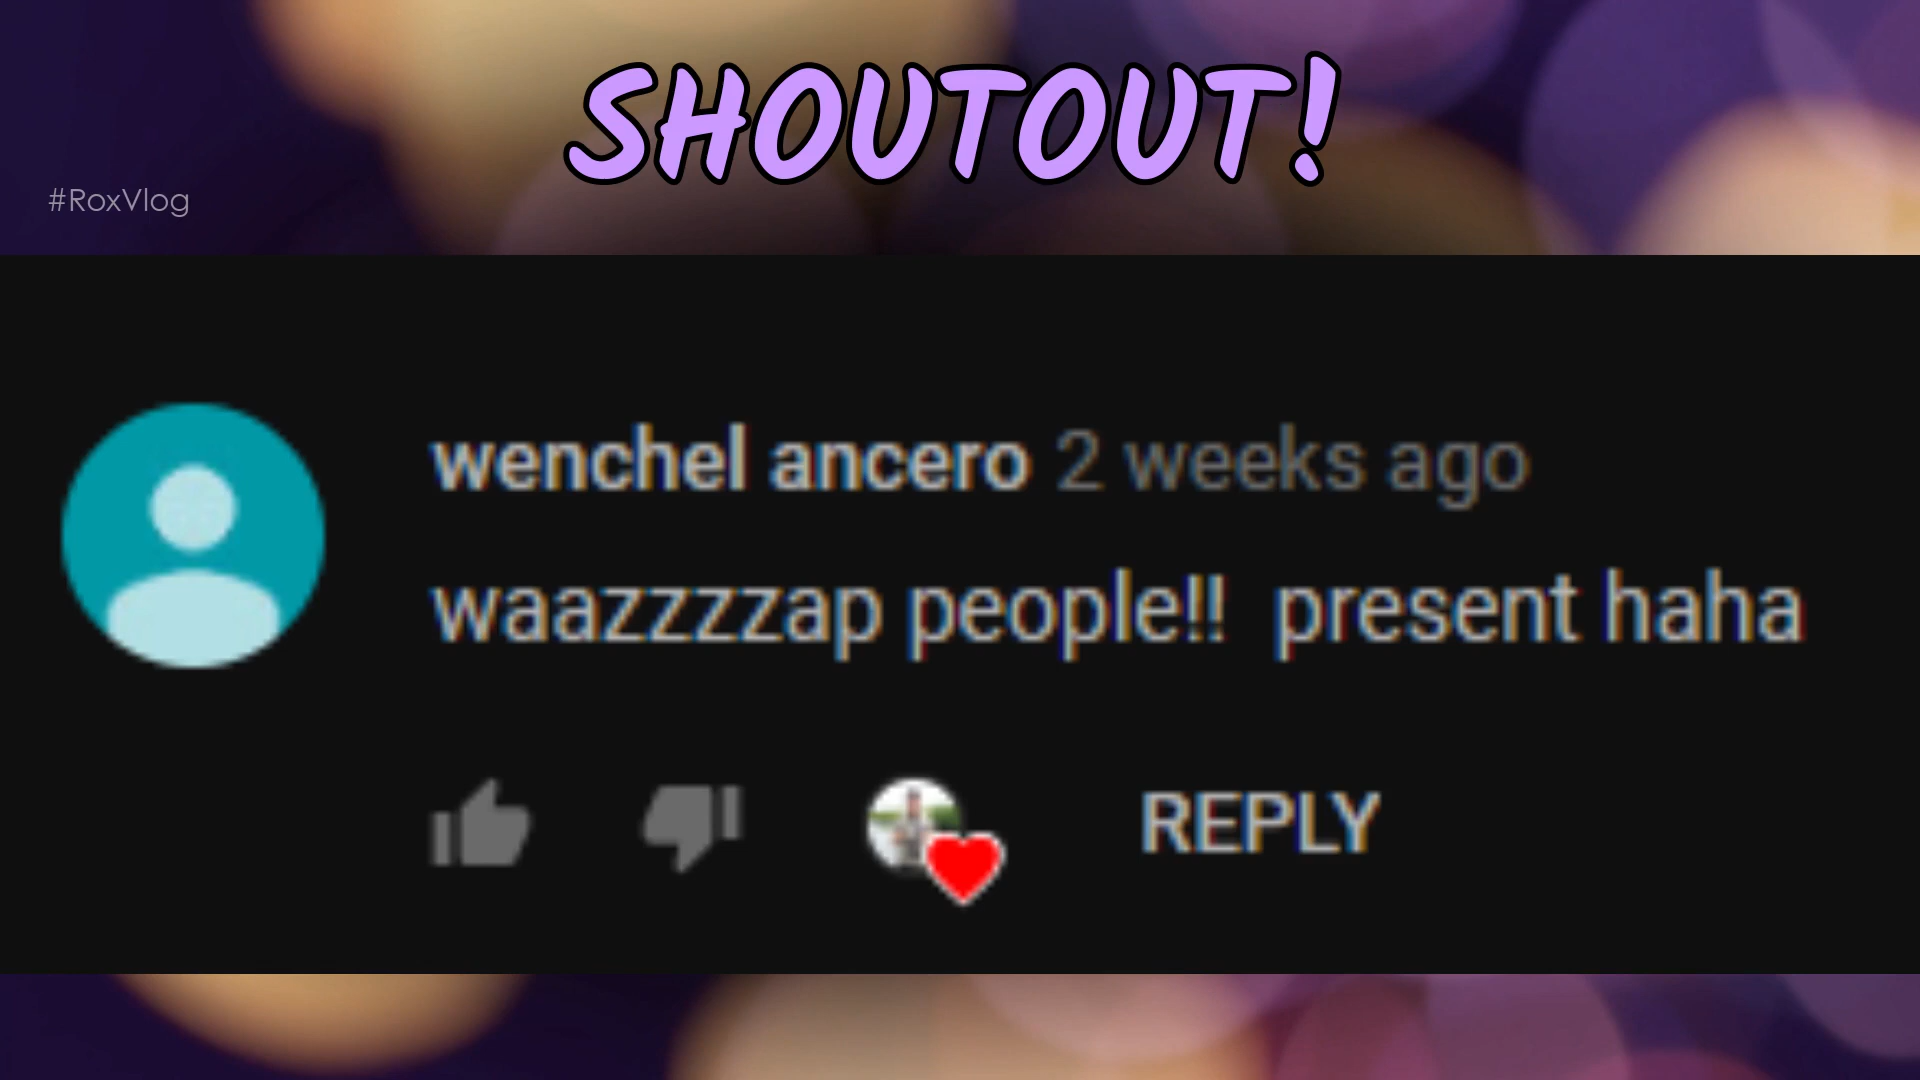 SHOUTOUT!
#RoxVlog
wenchel ancero 2 weeks ago
waazzzzap people!! present haha
REPLY